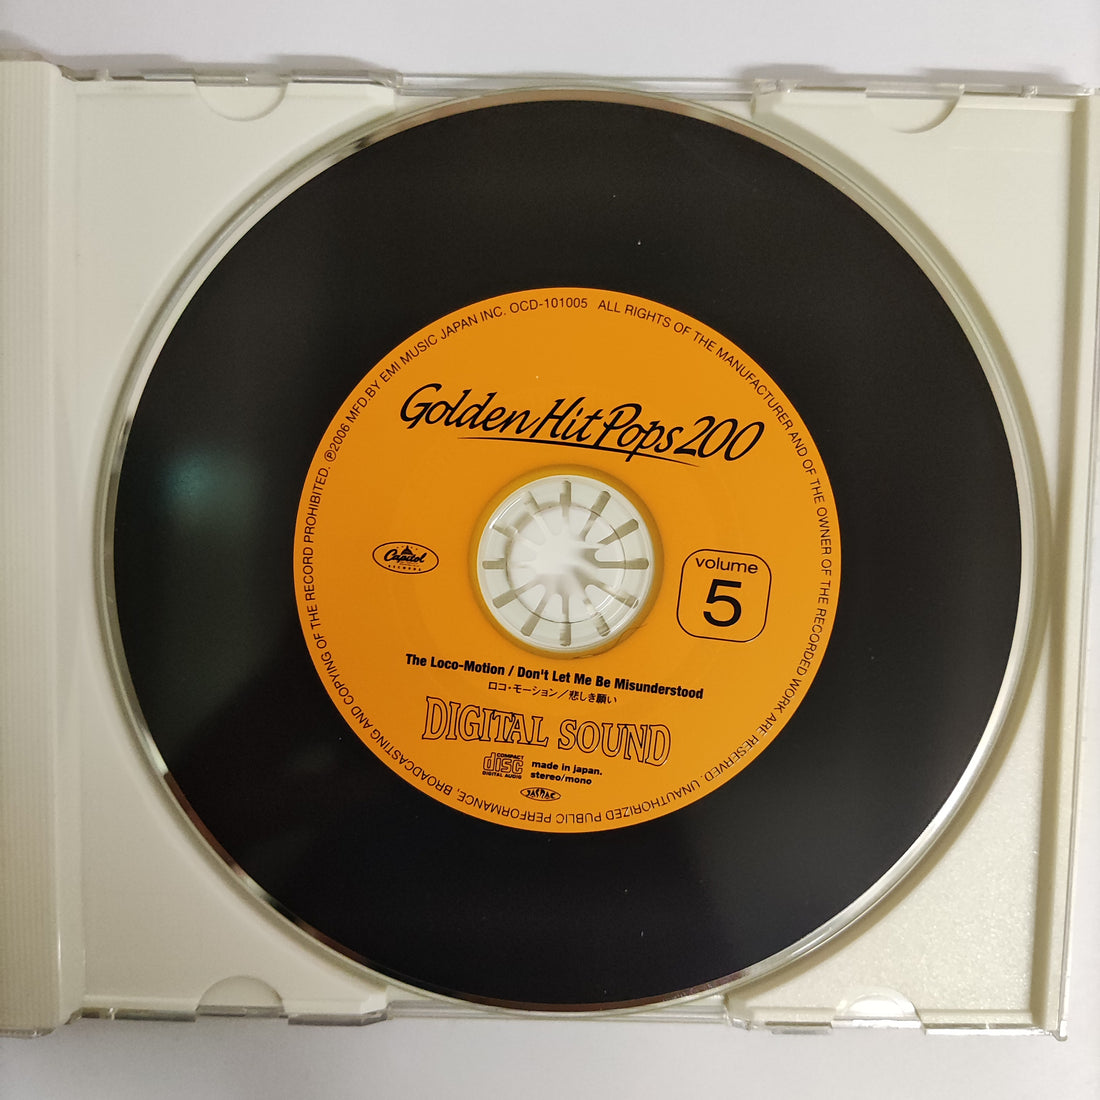 ℗2006 MFD.BY EMI MUSIC JAPAN INC. OCD-101005 ALL RIGHTS OF THE MANUFACTURER AND OF THE OWNER OF THE RECORDED WORK ARE RESERVED. UNAUTHORIZED PUBLIC PERFORMANCE, BROADCASTING AND COPYING OF THE RECORD PROHIBITED.
Golden Hit Pops 200
Capitol
RECORDS
volume
5
The Loco-Motion / Don't Let Me Be Misunderstood
ロコ・モーション／悲しき願い
DIGITAL SOUND
COMPACT
disc
DIGITAL AUDIO
made in japan.
stereo/mono
JASRAC